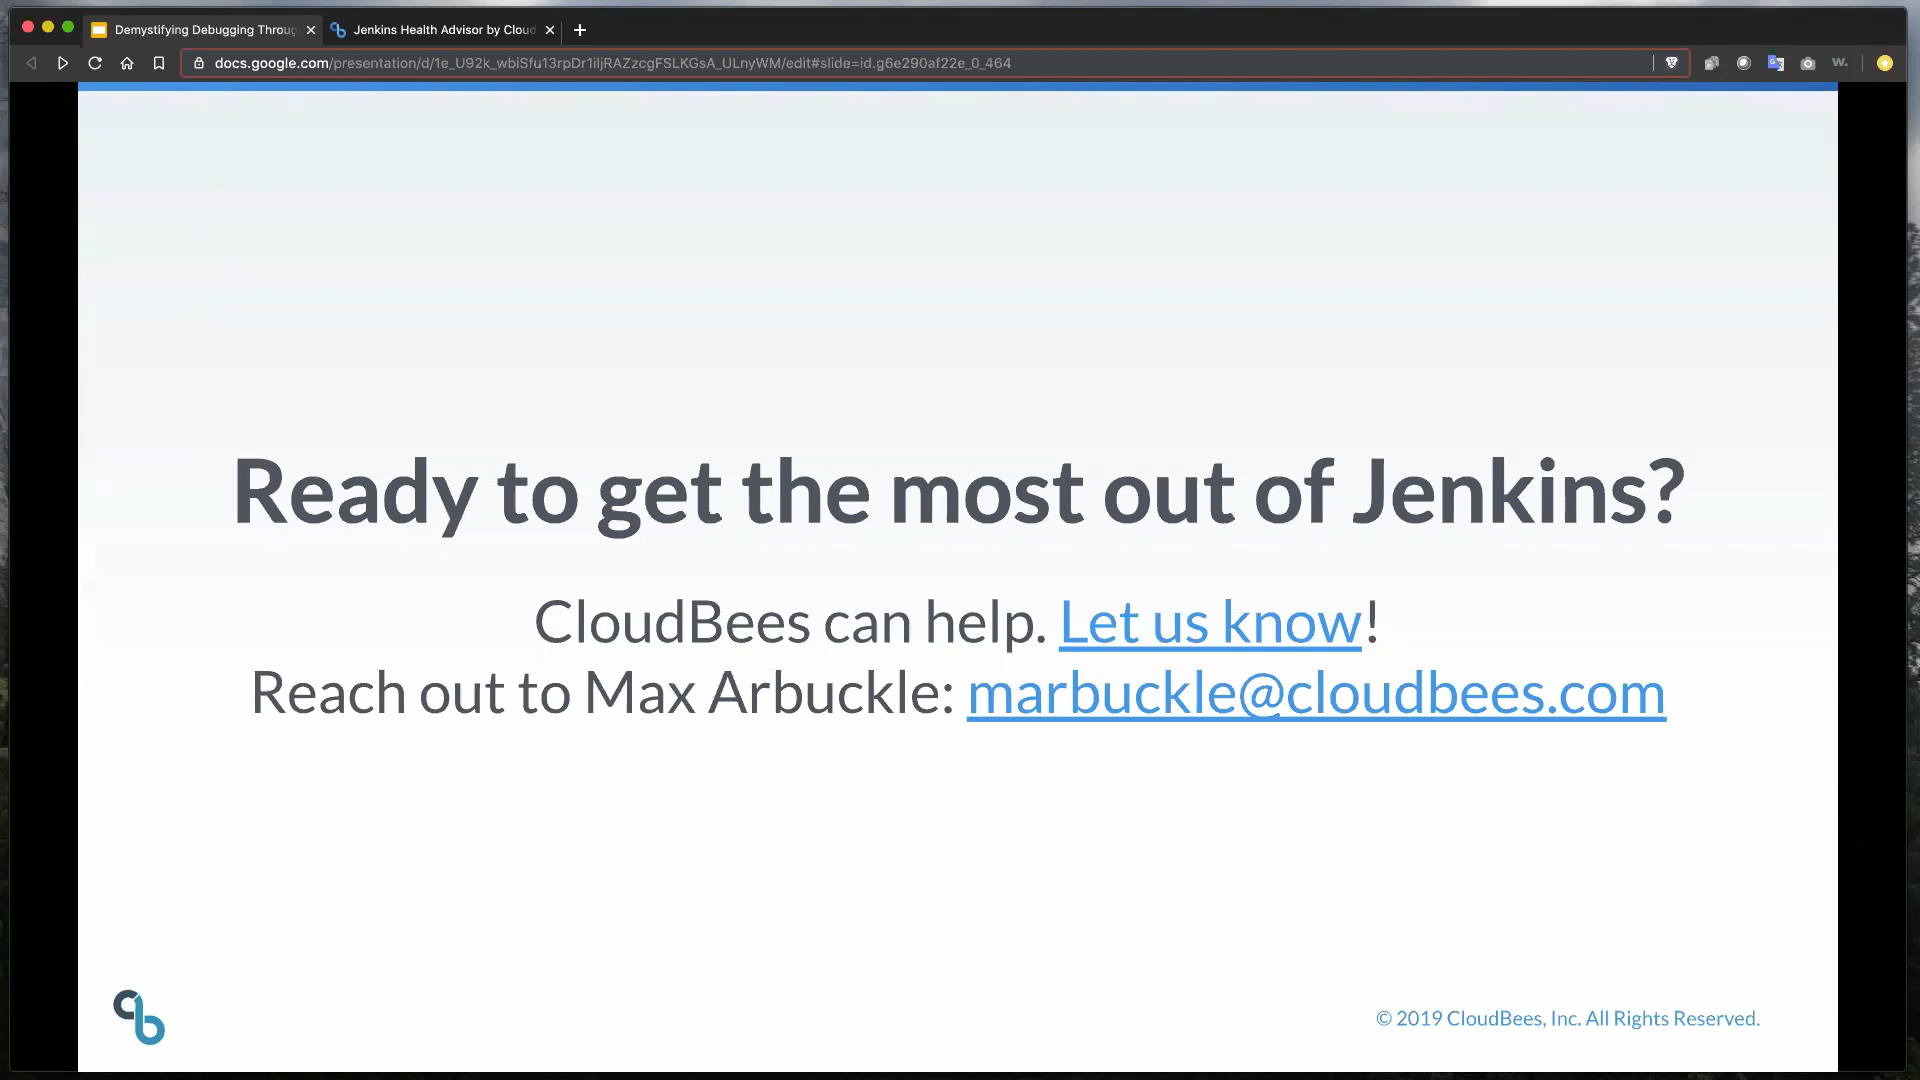 Demystifying Debugging Throu
Jenkins Health Advisor by Cloud
docs.google.com/presentation/d/1e_U92k_wbiSfu13rpDr1iljRAZzcgFSLKGsA_ULnyWM/edit#slide=id.g6e290af22e_0_464
w.
Ready to get the most out of Jenkins?
CloudBees can help. Let us know!
Reach out to Max Arbuckle: marbuckle@cloudbees.com
© 2019 CloudBees, Inc. All Rights Reserved.